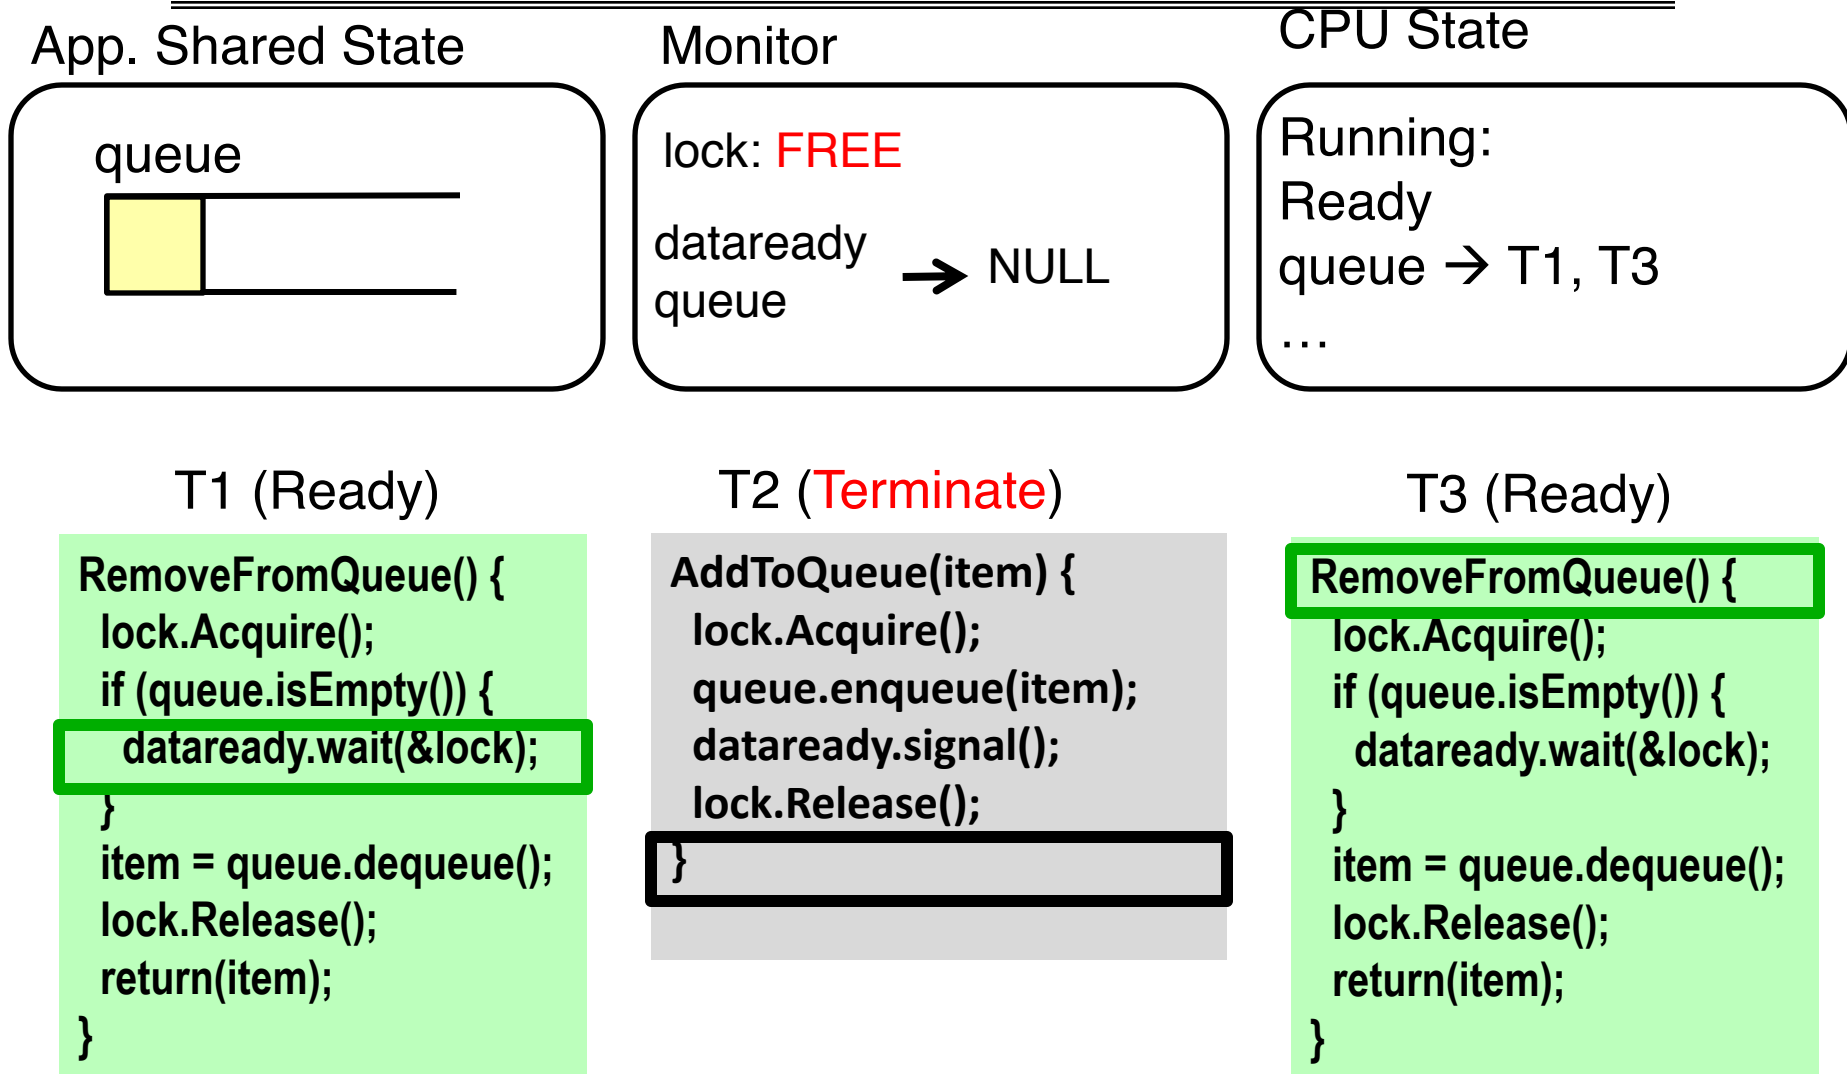 App. Shared State
Monitor
CPU State
queue
lock: FREE
dataready
queue
→ NULL
Running:
Ready
queue → T1, T3
…
T1 (Ready)
RemoveFromQueue() {
lock.Acquire();
if (queue.isEmpty()) {
dataready.wait(&lock);
}
item = queue.dequeue();
lock.Release();
return(item);
}
T2 (Terminate)
AddToQueue(item) {
lock.Acquire();
queue.enqueue(item);
dataready.signal();
lock.Release();
}
T3 (Ready)
RemoveFromQueue() {
lock.Acquire();
if (queue.isEmpty()) {
dataready.wait(&lock);
}
item = queue.dequeue();
lock.Release();
return(item);
}